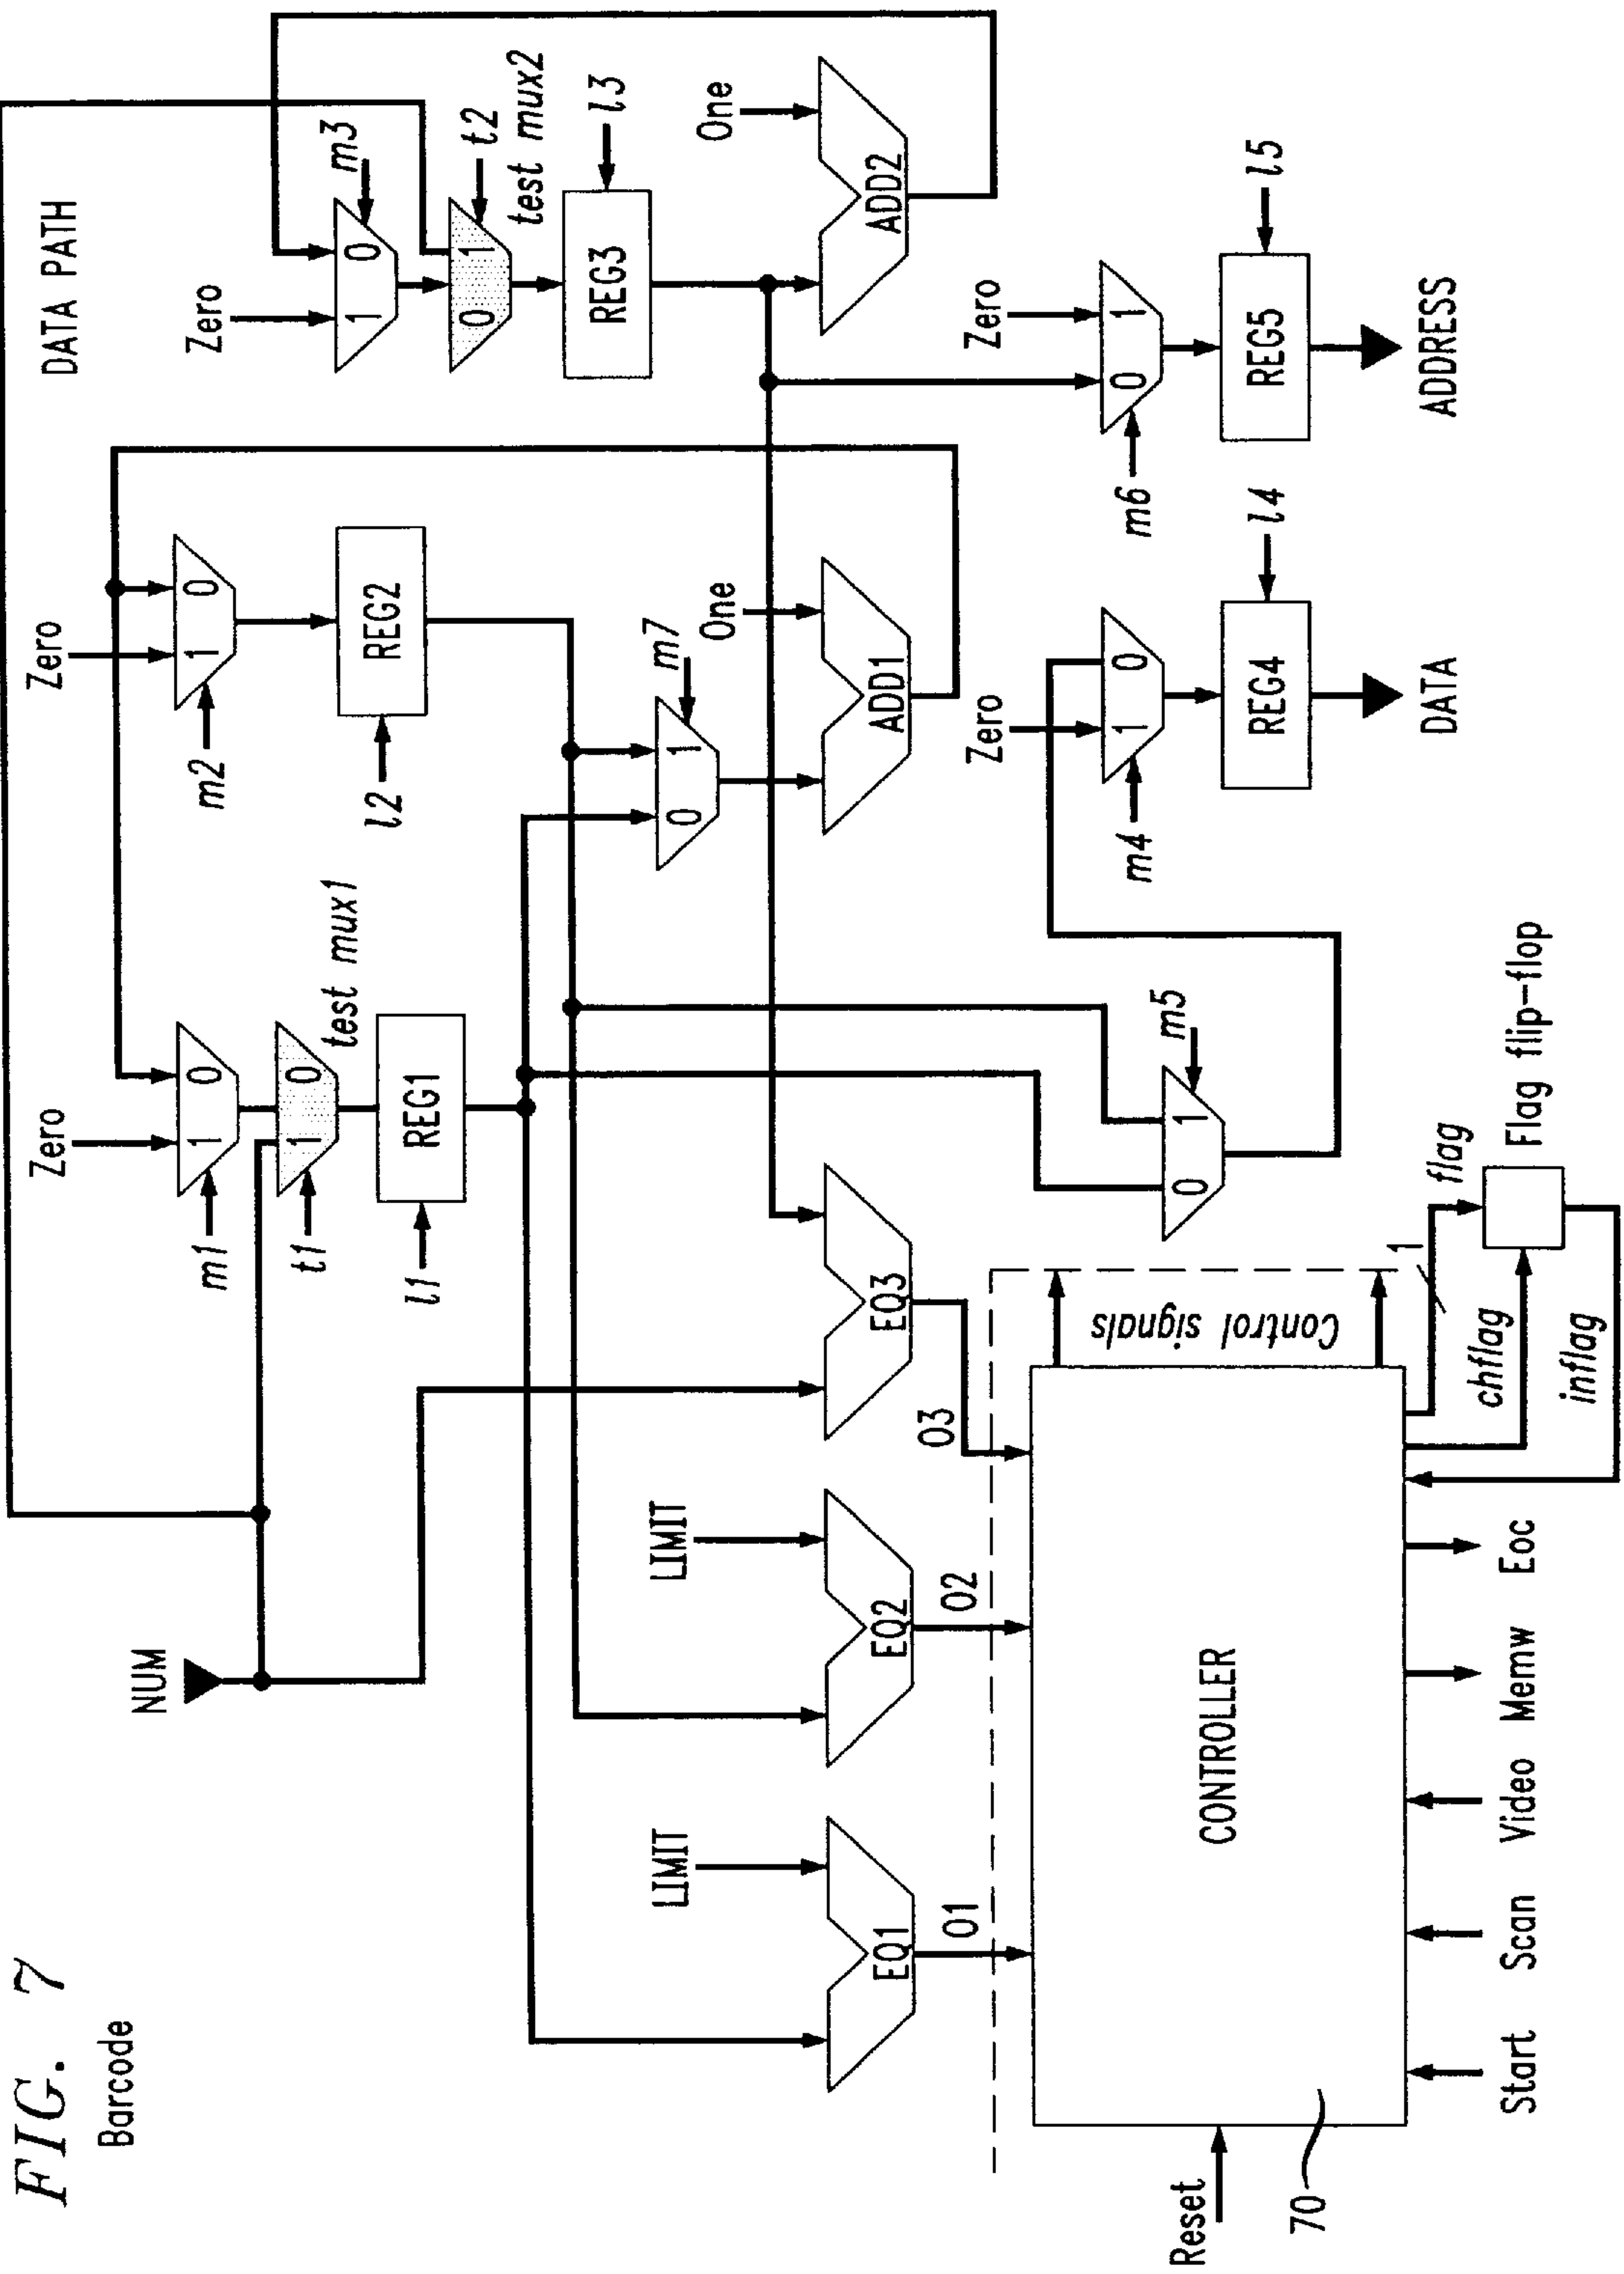 FIG. 7
Barcode
DATA PATH
NUM
Zero
m1
1 0
t1
1 0
test mux1
l1
REG1
Zero
m2
1 0
l2
REG2
Zero
m3
1 0
t2
0 1
test mux2
l3
REG3
m7
0 1
One
ADD1
One
ADD2
LIMIT
EQ1
O1
LIMIT
EQ2
O2
EQ3
O3
m5
0 1
Zero
m4
1 0
REG4
l4
DATA
Zero
m6
0 1
REG5
l5
ADDRESS
Control signals
Reset
CONTROLLER
70
Start
Scan
Video
Memw
Eoc
1
flag
chflag
inflag
Flag flip-flop